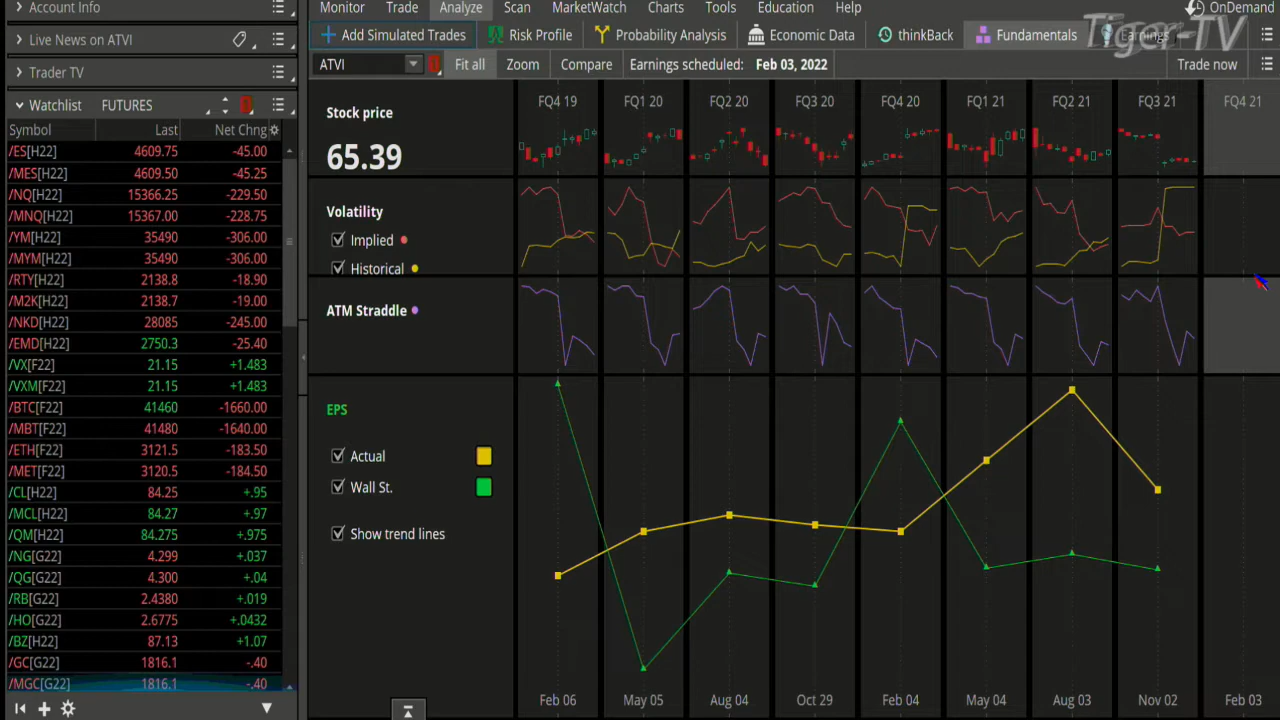 Account Info
Live News on ATVI
Trader TV
Watchlist FUTURES
Symbol Last Net Chng
/ES[H22] 4609.75 -45.00
/MES[H22] 4609.50 -45.25
/NQ[H22] 15366.25 -229.50
/MNQ[H22] 15367.00 -228.75
/YM[H22] 35490 -306.00
/MYM[H22] 35490 -306.00
/RTY[H22] 2138.8 -18.90
/M2K[H22] 2138.7 -19.00
/NKD[H22] 28085 -245.00
/EMD[H22] 2750.3 -25.40
/VX[F22] 21.15 +1.483
/VXM[F22] 21.15 +1.483
/BTC[F22] 41460 -1660.00
/MBT[F22] 41480 -1640.00
/ETH[F22] 3121.5 -183.50
/MET[F22] 3120.5 -184.50
/CL[H22] 84.25 +.95
/MCL[H22] 84.27 +.97
/QM[H22] 84.275 +.975
/NG[G22] 4.299 +.037
/QG[G22] 4.300 +.04
/RB[G22] 2.4380 +.019
/HO[G22] 2.6775 +.0432
/BZ[H22] 87.13 +1.07
/GC[G22] 1816.1 -.40
/MGC[G22] 1816.1 -.40
Monitor Trade Analyze Scan MarketWatch Charts Tools Education Help OnDemand
Tiger-TV
Add Simulated Trades Risk Profile Probability Analysis Economic Data thinkBack Fundamentals Earnings
ATVI Fit all Zoom Compare Earnings scheduled: Feb 03, 2022 Trade now
FQ4 19 FQ1 20 FQ2 20 FQ3 20 FQ4 20 FQ1 21 FQ2 21 FQ3 21 FQ4 21
Stock price
65.39
Volatility
Implied
Historical
ATM Straddle
EPS
Actual
Wall St.
Show trend lines
Feb 06 May 05 Aug 04 Oct 29 Feb 04 May 04 Aug 03 Nov 02 Feb 03